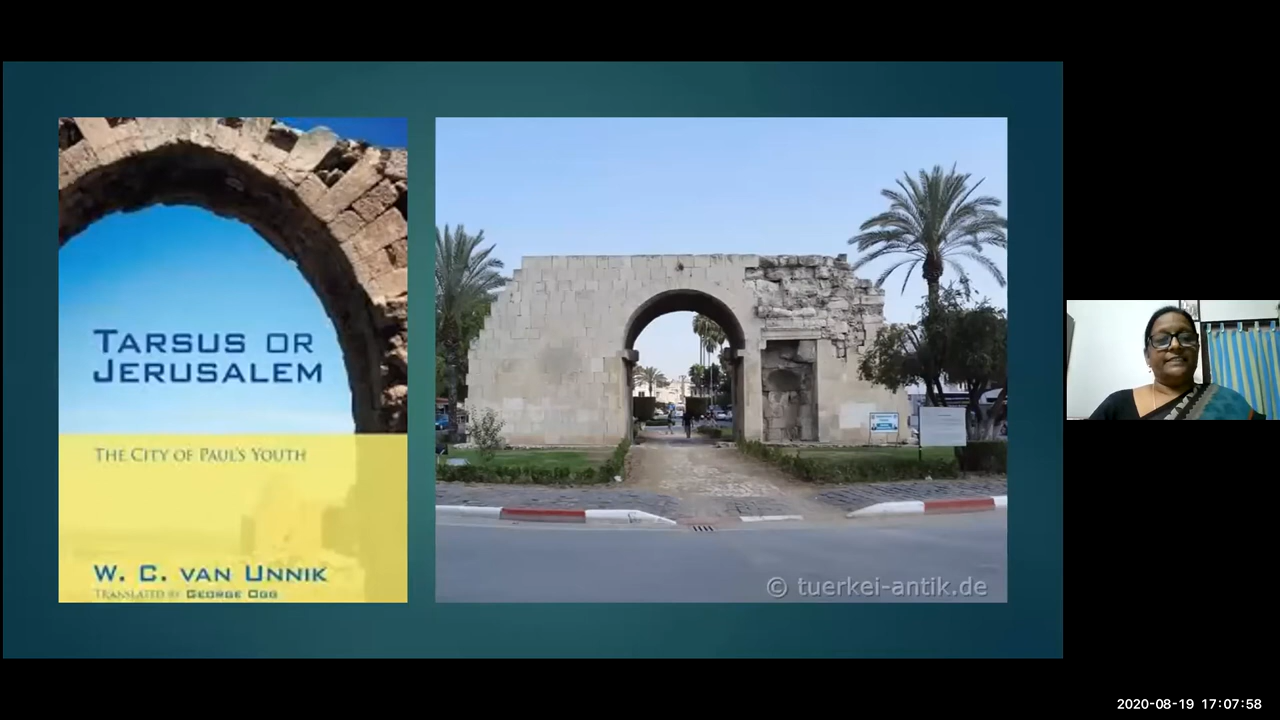 TARSUS OR
JERUSALEM
THE CITY OF PAUL'S YOUTH
W. C. VAN UNNIK
TRANSLATED BY GEORGE OGG
© tuerkei-antik.de
2020-08-19 17:07:58